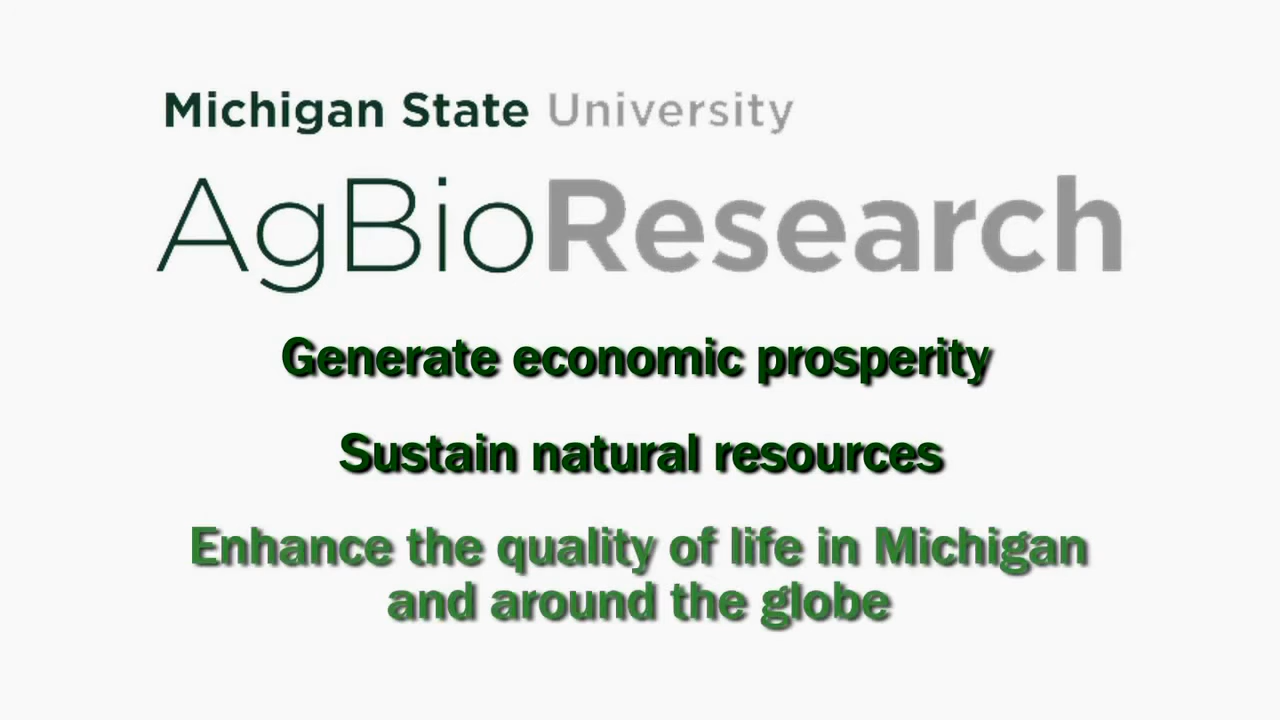 Michigan State University
AgBioResearch
Generate economic prosperity
Sustain natural resources
Enhance the quality of life in Michigan
and around the globe